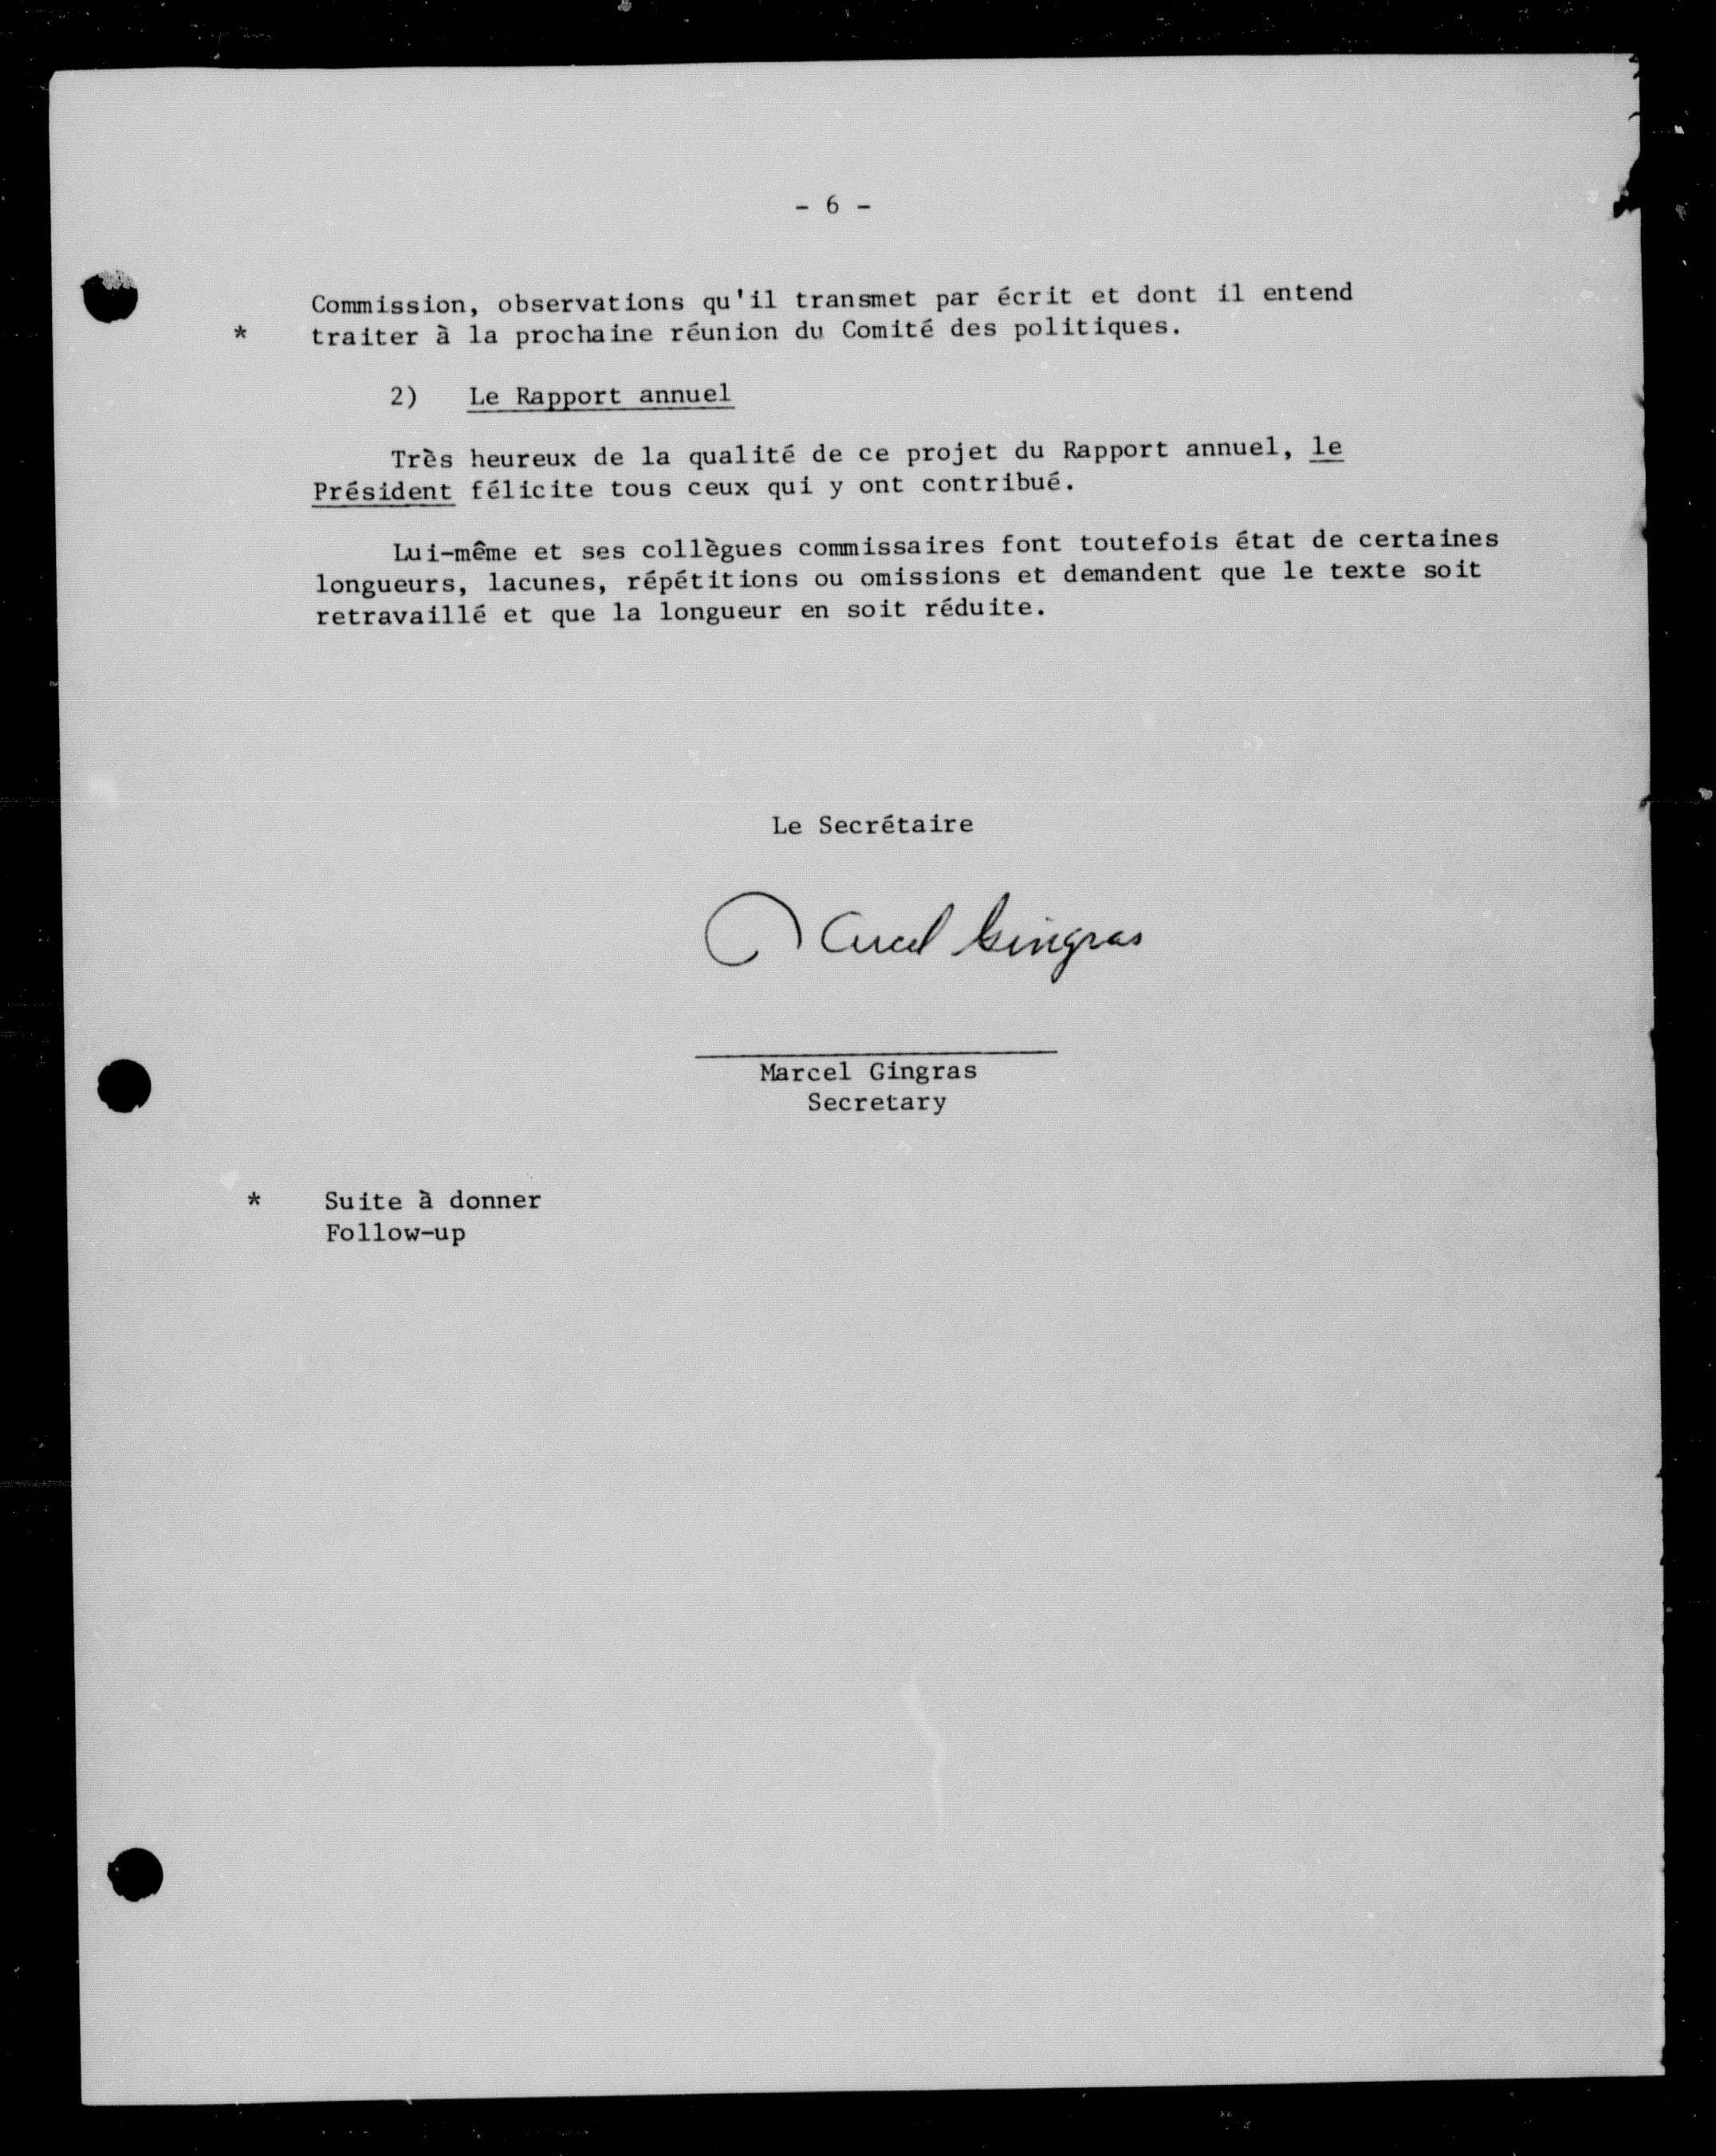 - 6 -
Commission, observations qu'il transmet par écrit et dont il entend
* traiter à la prochaine réunion du Comité des politiques.
2) Le Rapport annuel
Très heureux de la qualité de ce projet du Rapport annuel, le
Président félicite tous ceux qui y ont contribué.
Lui-même et ses collègues commissaires font toutefois état de certaines
longueurs, lacunes, répétitions ou omissions et demandent que le texte soit
retravaillé et que la longueur en soit réduite.
Le Secrétaire
Marcel Gingras
Marcel Gingras
Secretary
* Suite à donner
Follow-up